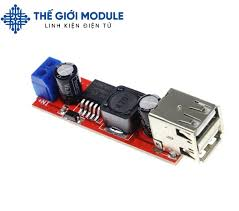 THẾ GIỚI MODULE
LINH KIỆN ĐIỆN TỬ